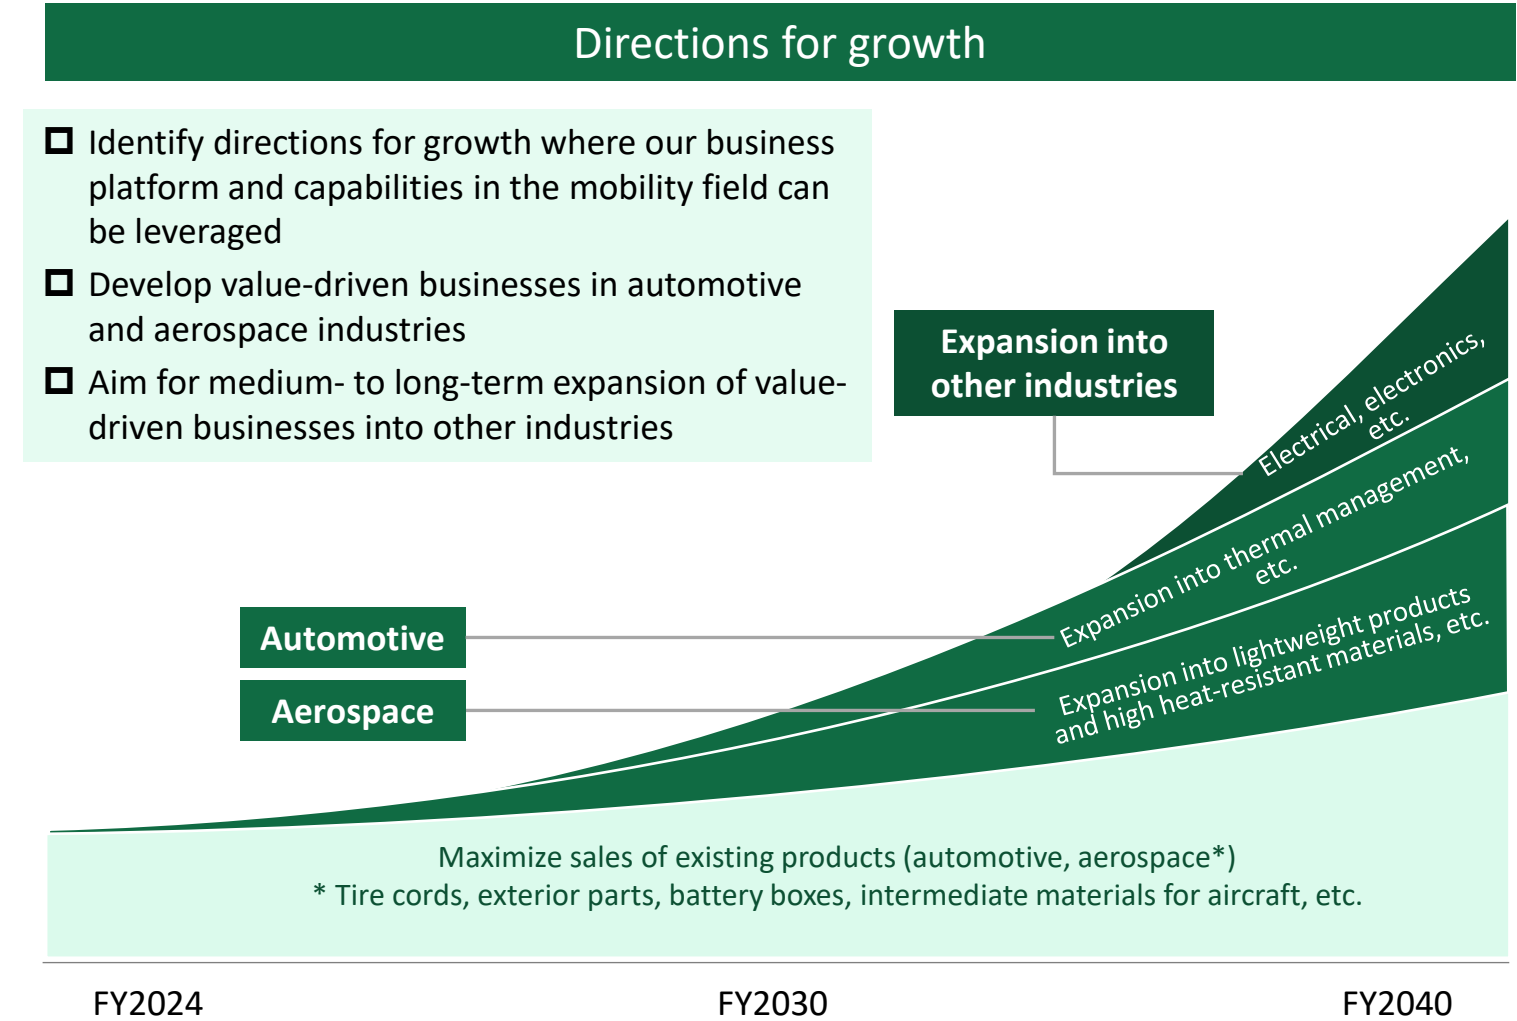 Directions for growth
Identify directions for growth where our business
platform and capabilities in the mobility field can
be leveraged
Develop value-driven businesses in automotive
and aerospace industries
Aim for medium- to long-term expansion of value-
driven businesses into other industries
Expansion into
other industries
Electrical, electronics,
etc.
Expansion into thermal management,
etc.
Automotive
Expansion into lightweight products
and high heat-resistant materials, etc.
Aerospace
Maximize sales of existing products (automotive, aerospace*)
* Tire cords, exterior parts, battery boxes, intermediate materials for aircraft, etc.
FY2024
FY2030
FY2040